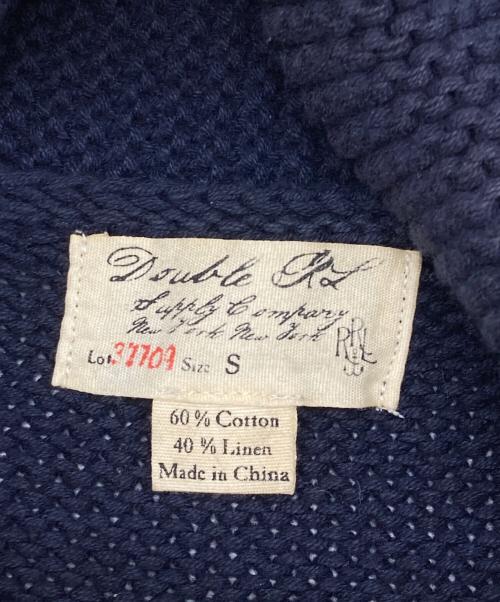 Double RL
Supply Company
New York New York
RRL
Lot 37709 Size S
60% Cotton
40% Linen
Made in China